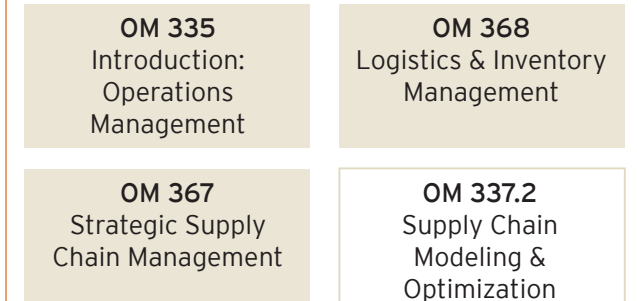 OM 335
Introduction:
Operations
Management
OM 368
Logistics & Inventory
Management
OM 367
Strategic Supply
Chain Management
OM 337.2
Supply Chain
Modeling &
Optimization